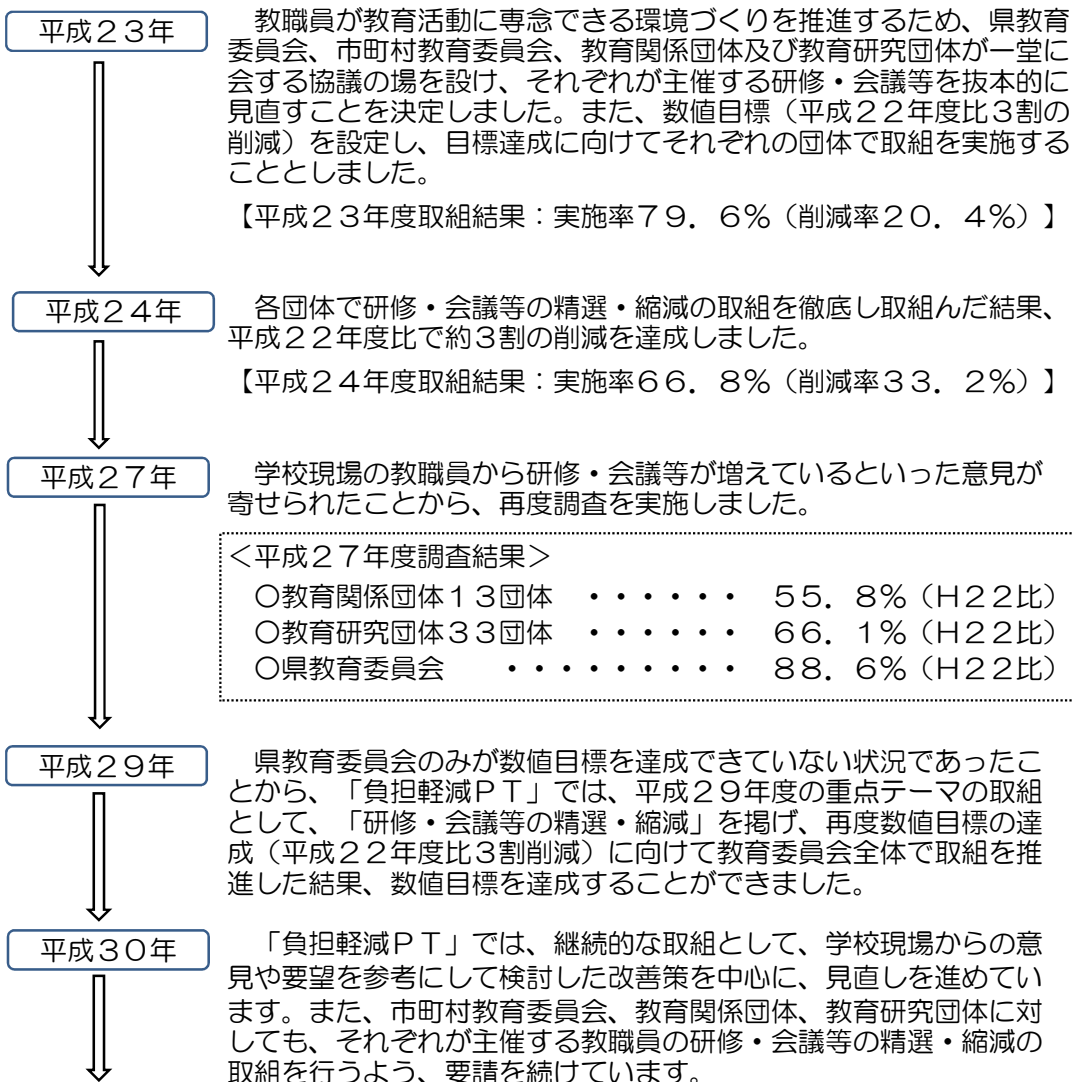 平成２３年
　教職員が教育活動に専念できる環境づくりを推進するため、県教育
委員会、市町村教育委員会、教育関係団体及び教育研究団体が一堂に
会する協議の場を設け、それぞれが主催する研修・会議等を抜本的に
見直すことを決定しました。また、数値目標（平成２２年度比３割の
削減）を設定し、目標達成に向けてそれぞれの団体で取組を実施する
こととしました。
【平成２３年度取組結果：実施率７９．６％（削減率２０．４％）】
平成２４年
　各団体で研修・会議等の精選・縮減の取組を徹底し取組んだ結果、
平成２２年度比で約３割の削減を達成しました。
【平成２４年度取組結果：実施率６６．８％（削減率３３．２％）】
平成２７年
　学校現場の教職員から研修・会議等が増えているといった意見が
寄せられたことから、再度調査を実施しました。
＜平成２７年度調査結果＞
〇教育関係団体１３団体　・・・・・・　５５．８％（Ｈ２２比）
〇教育研究団体３３団体　・・・・・・　６６．１％（Ｈ２２比）
〇県教育委員会　　・・・・・・・・・　８８．６％（Ｈ２２比）
平成２９年
　県教育委員会のみが数値目標を達成できていない状況であったこ
とから、「負担軽減ＰＴ」では、平成２９年度の重点テーマの取組
として、「研修・会議等の精選・縮減」を掲げ、再度数値目標の達
成（平成２２年度比３割削減）に向けて教育委員会全体で取組を推
進した結果、数値目標を達成することができました。
平成３０年
　「負担軽減ＰＴ」では、継続的な取組として、学校現場からの意
見や要望を参考にして検討した改善策を中心に、見直しを進めてい
ます。また、市町村教育委員会、教育関係団体、教育研究団体に対
しても、それぞれが主催する教職員の研修・会議等の精選・縮減の
取組を行うよう、要請を続けています。